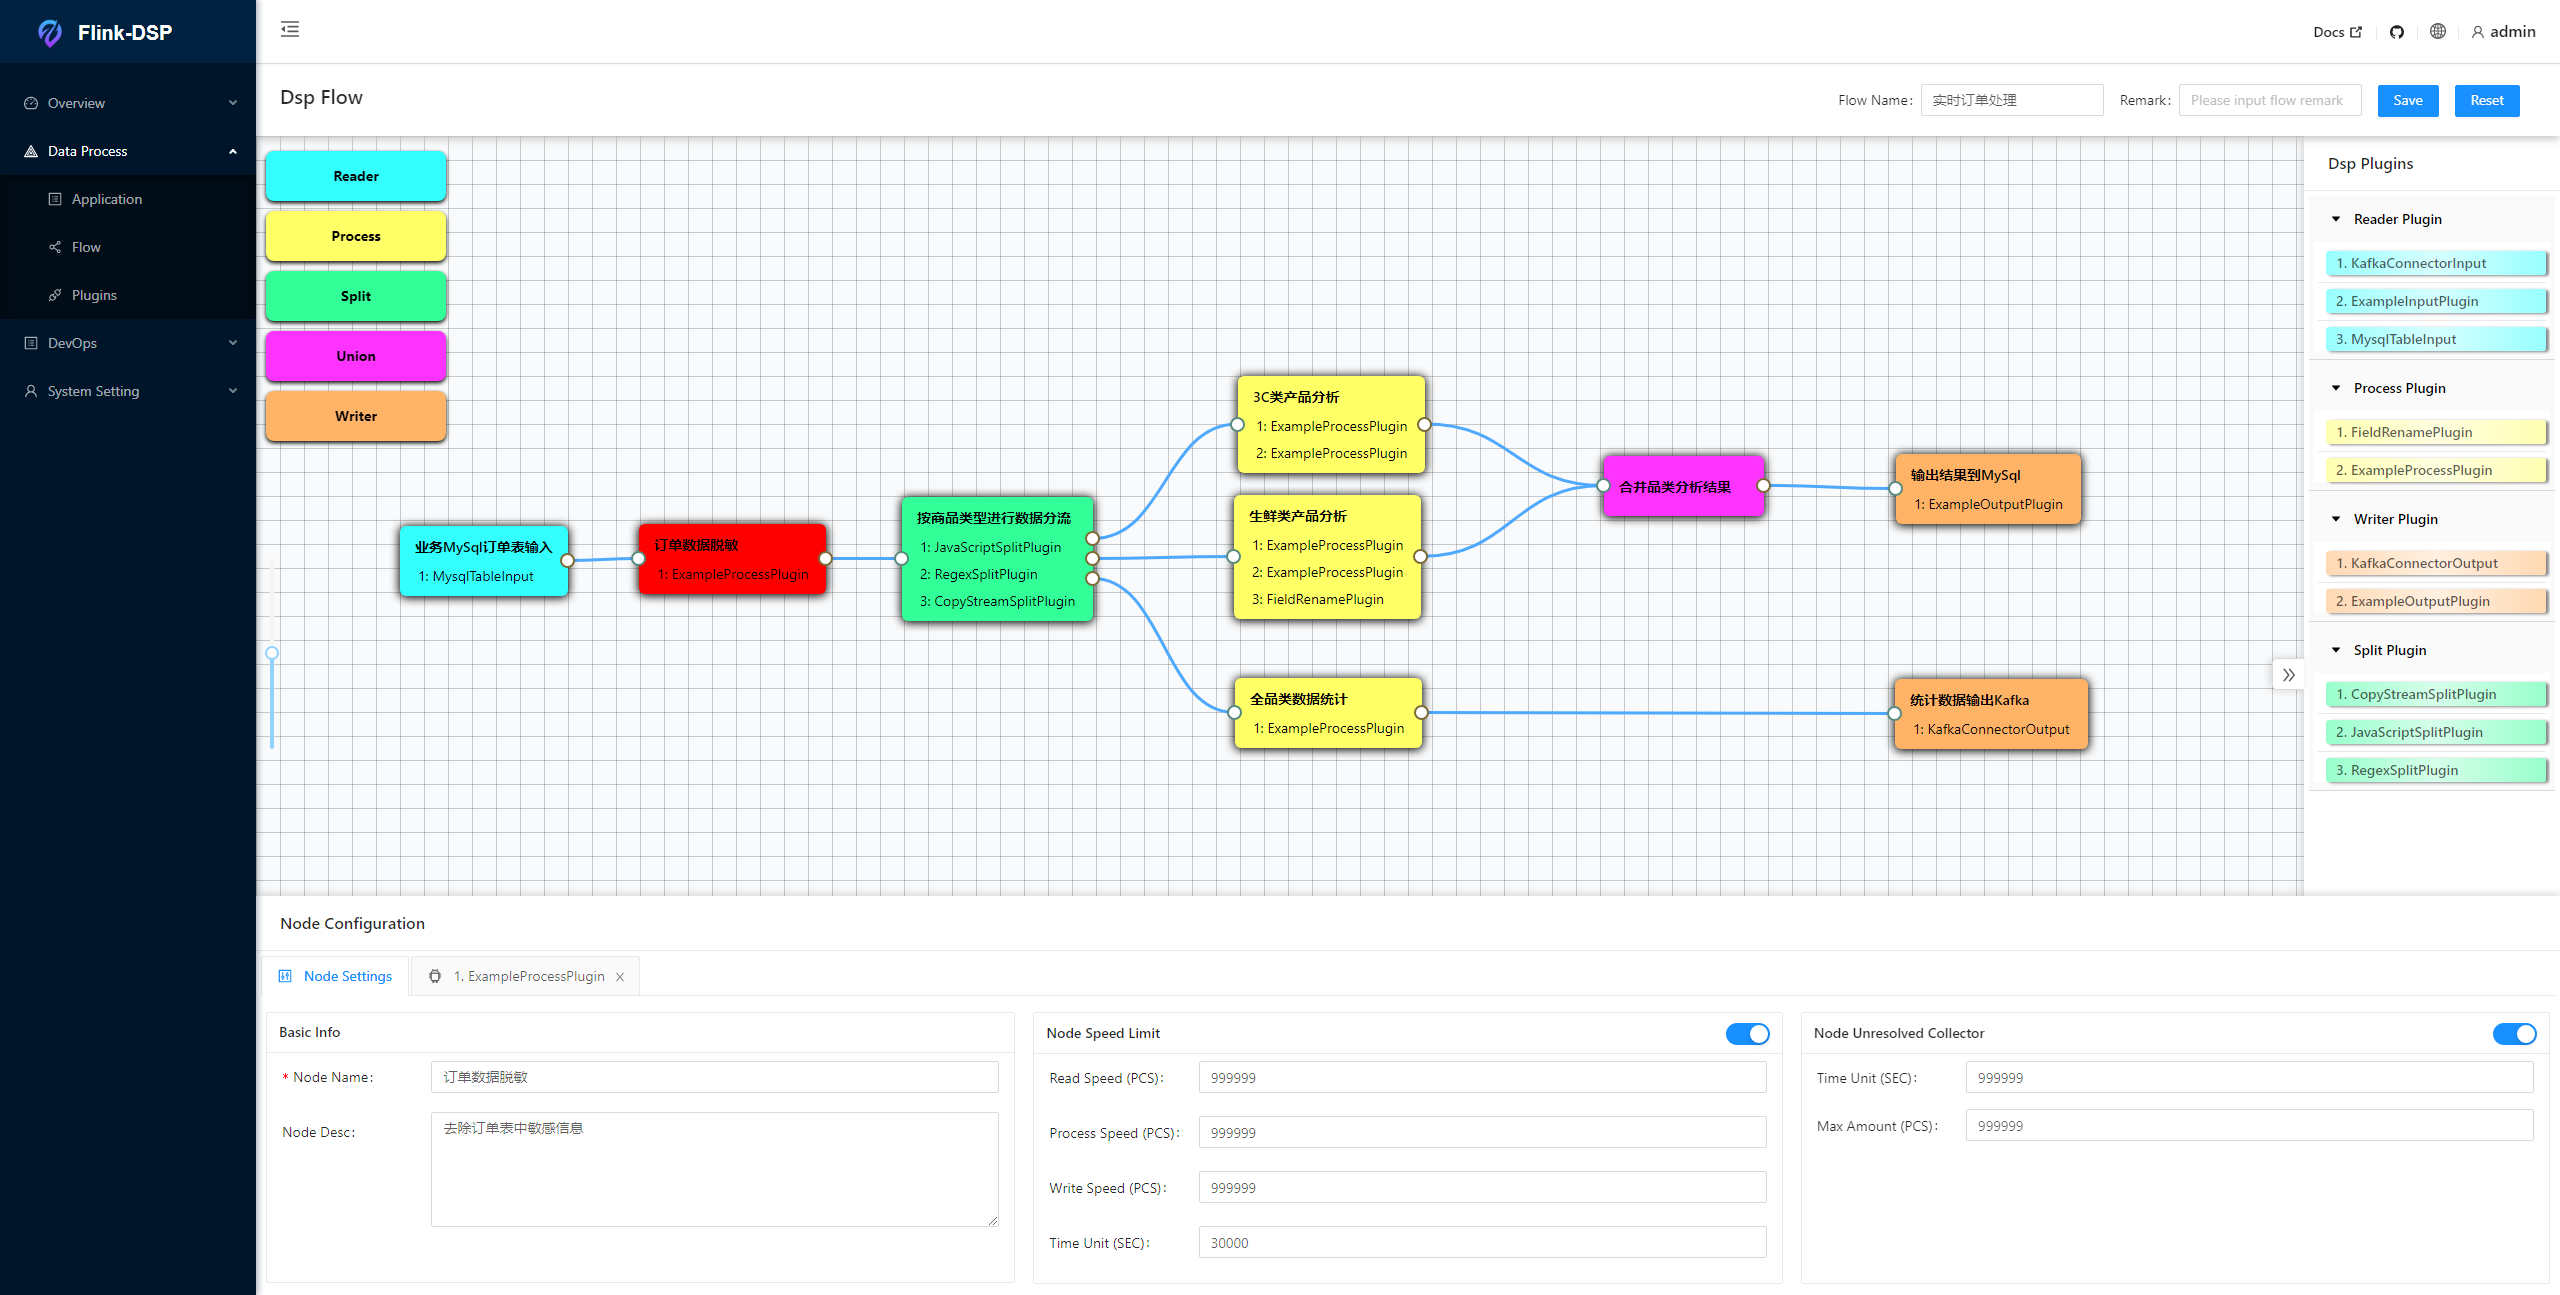 Flink-DSP
Docs
admin
Overview
Data Process
Application
Flow
Plugins
DevOps
System Setting
Dsp Flow
Flow Name:
实时订单处理
Remark:
Please input flow remark
Save
Reset
Reader
Process
Split
Union
Writer
业务MySql订单表输入
1: MysqlTableInput
订单数据脱敏
1: ExampleProcessPlugin
按商品类型进行数据分流
1: JavaScriptSplitPlugin
2: RegexSplitPlugin
3: CopyStreamSplitPlugin
3C类产品分析
1: ExampleProcessPlugin
2: ExampleProcessPlugin
生鲜类产品分析
1: ExampleProcessPlugin
2: ExampleProcessPlugin
3: FieldRenamePlugin
全品类数据统计
1: ExampleProcessPlugin
合并品类分析结果
输出结果到MySql
1: ExampleOutputPlugin
统计数据输出Kafka
1: KafkaConnectorOutput
Dsp Plugins
Reader Plugin
1. KafkaConnectorInput
2. ExampleInputPlugin
3. MysqlTableInput
Process Plugin
1. FieldRenamePlugin
2. ExampleProcessPlugin
Writer Plugin
1. KafkaConnectorOutput
2. ExampleOutputPlugin
Split Plugin
1. CopyStreamSplitPlugin
2. JavaScriptSplitPlugin
3. RegexSplitPlugin
Node Configuration
Node Settings
1. ExampleProcessPlugin
Basic Info
* Node Name:
订单数据脱敏
Node Desc:
去除订单表中敏感信息
Node Speed Limit
Read Speed (PCS):
999999
Process Speed (PCS):
999999
Write Speed (PCS):
999999
Time Unit (SEC):
30000
Node Unresolved Collector
Time Unit (SEC):
999999
Max Amount (PCS):
999999